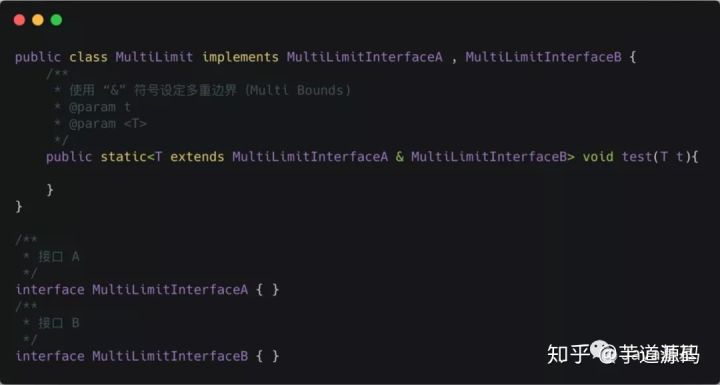 public class MultiLimit implements MultiLimitInterfaceA , MultiLimitInterfaceB {
    /**
     * 使用 “&” 符号设定多重边界（Multi Bounds)
     * @param t
     * @param <T>
     */
    public static<T extends MultiLimitInterfaceA & MultiLimitInterfaceB> void test(T t){

    }
}

/**
 * 接口 A
 */
interface MultiLimitInterfaceA { }
/**
 * 接口 B
 */
interface MultiLimitInterfaceB { }
知乎 @芋道源码